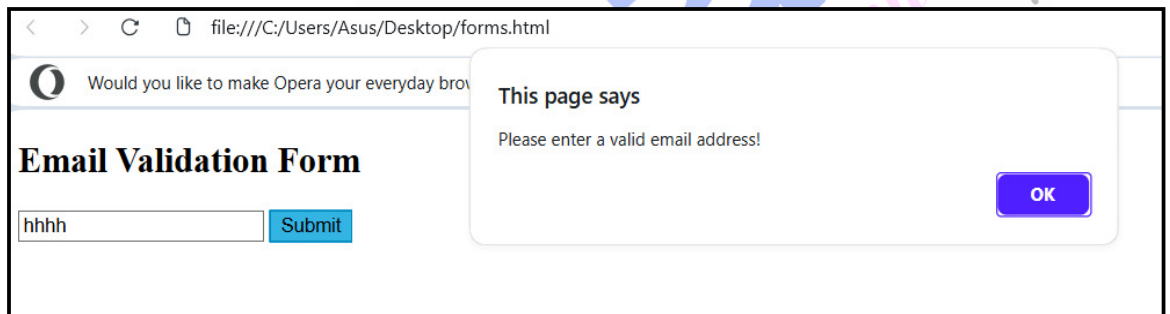 file:///C:/Users/Asus/Desktop/forms.html
Would you like to make Opera your everyday
This page says
Please enter a valid email address!
OK
Email Validation Form
hhhh Submit